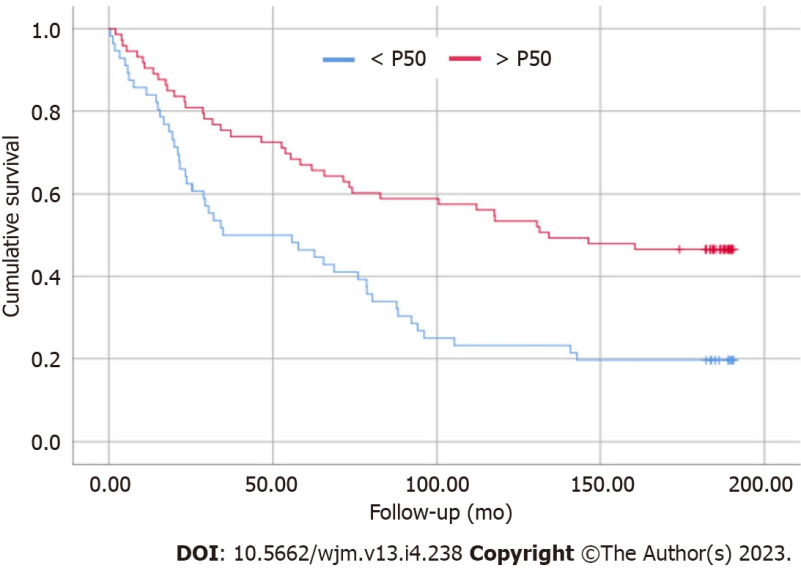 1.0
< P50 > P50
0.8
Cumulative survival
0.6
0.4
0.2
0.0
0.00 50.00 100.00 150.00 200.00
Follow-up (mo)
DOI: 10.5662/wjm.v13.i4.238 Copyright ©The Author(s) 2023.